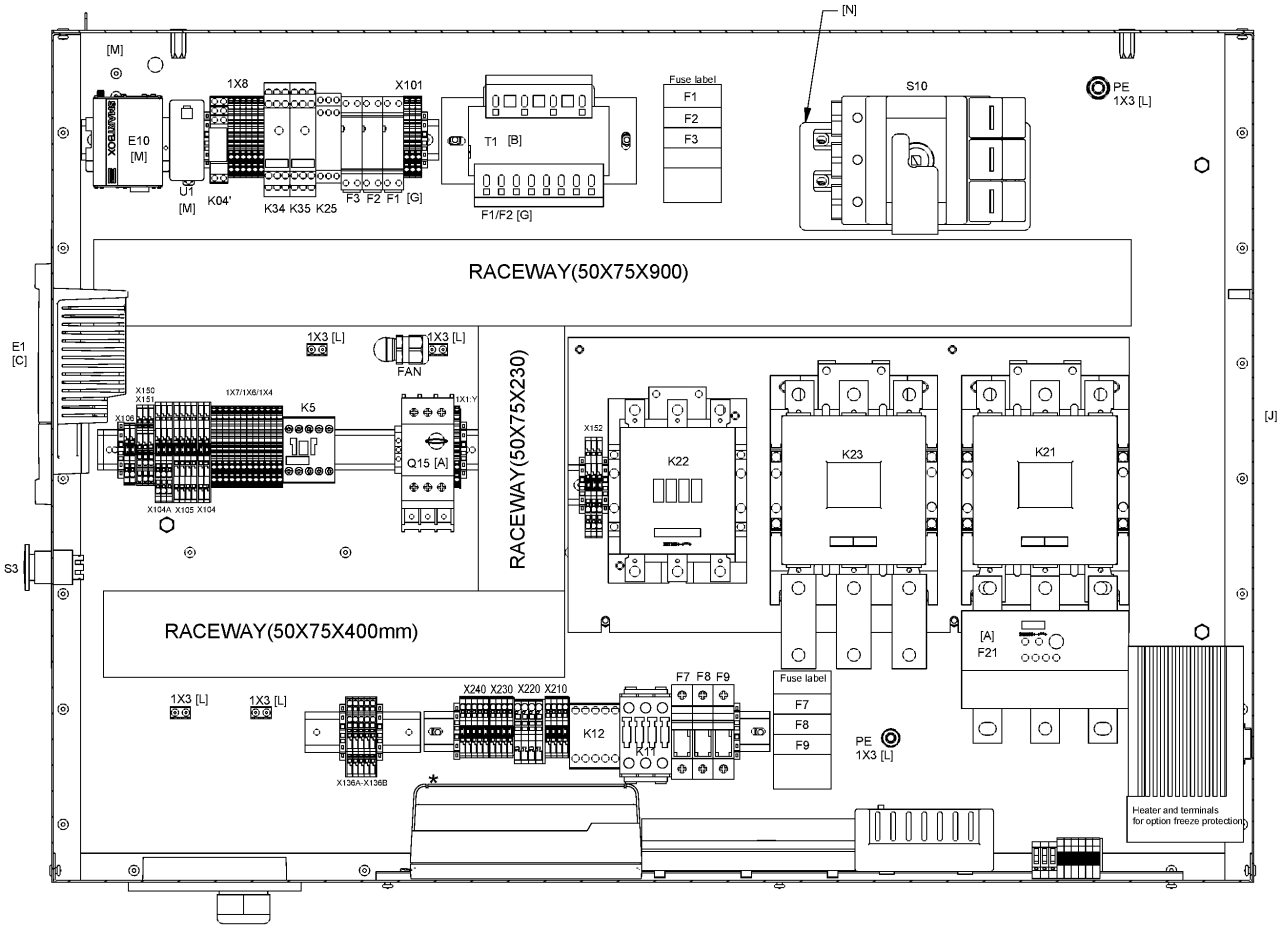 [N]
[M]
1X8
X101
SMARTBOX
E10
[M]
U1
[M]
K04'
K34 K35 K25
F3 F2 F1 [G]
T1 [B]
F1/F2 [G]
Fuse label
F1
F2
F3
S10
PE
1X3 [L]
RACEWAY(50X75X900)
E1
[C]
1X3 [L]
1X3 [L]
FAN
RACEWAY(50X75X230)
X150
X151
X106
1X7/1X6/1X4
K5
1X1:Y
Q15 [A]
X104A X105 X104
X152
K22
K23
K21
[J]
S3
RACEWAY(50X75X400mm)
[A]
F21
1X3 [L]
1X3 [L]
X136A-X136B
X240 X230 X220 X210
K12
K11
F7 F8 F9
Fuse label
F7
F8
F9
PE
1X3 [L]
*
Heater and terminals
for option freeze protection